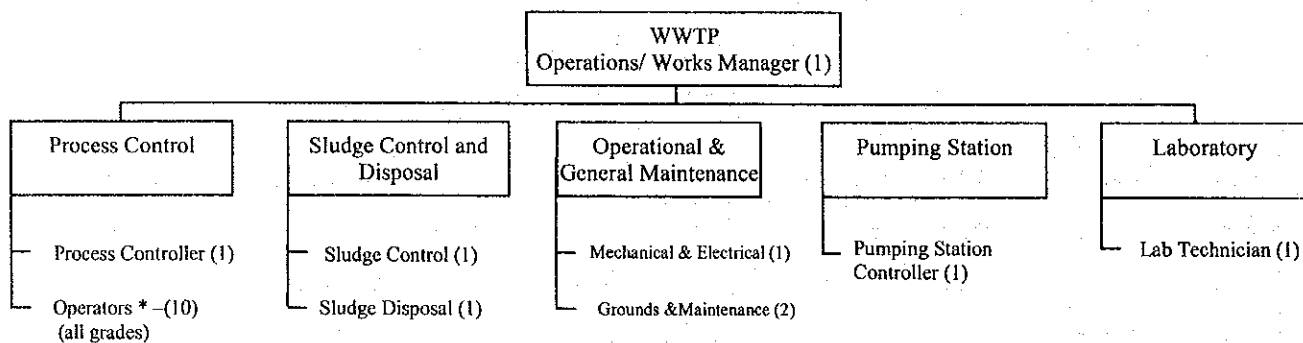 WWTP
Operations/ Works Manager (1)
Process Control
Sludge Control and
Disposal
Operational &
General Maintenance
Pumping Station
Laboratory
Process Controller (1)
Operators * –(10)
(all grades)
Sludge Control (1)
Sludge Disposal (1)
Mechanical & Electrical (1)
Grounds &Maintenance (2)
Pumping Station
Controller (1)
Lab Technician (1)